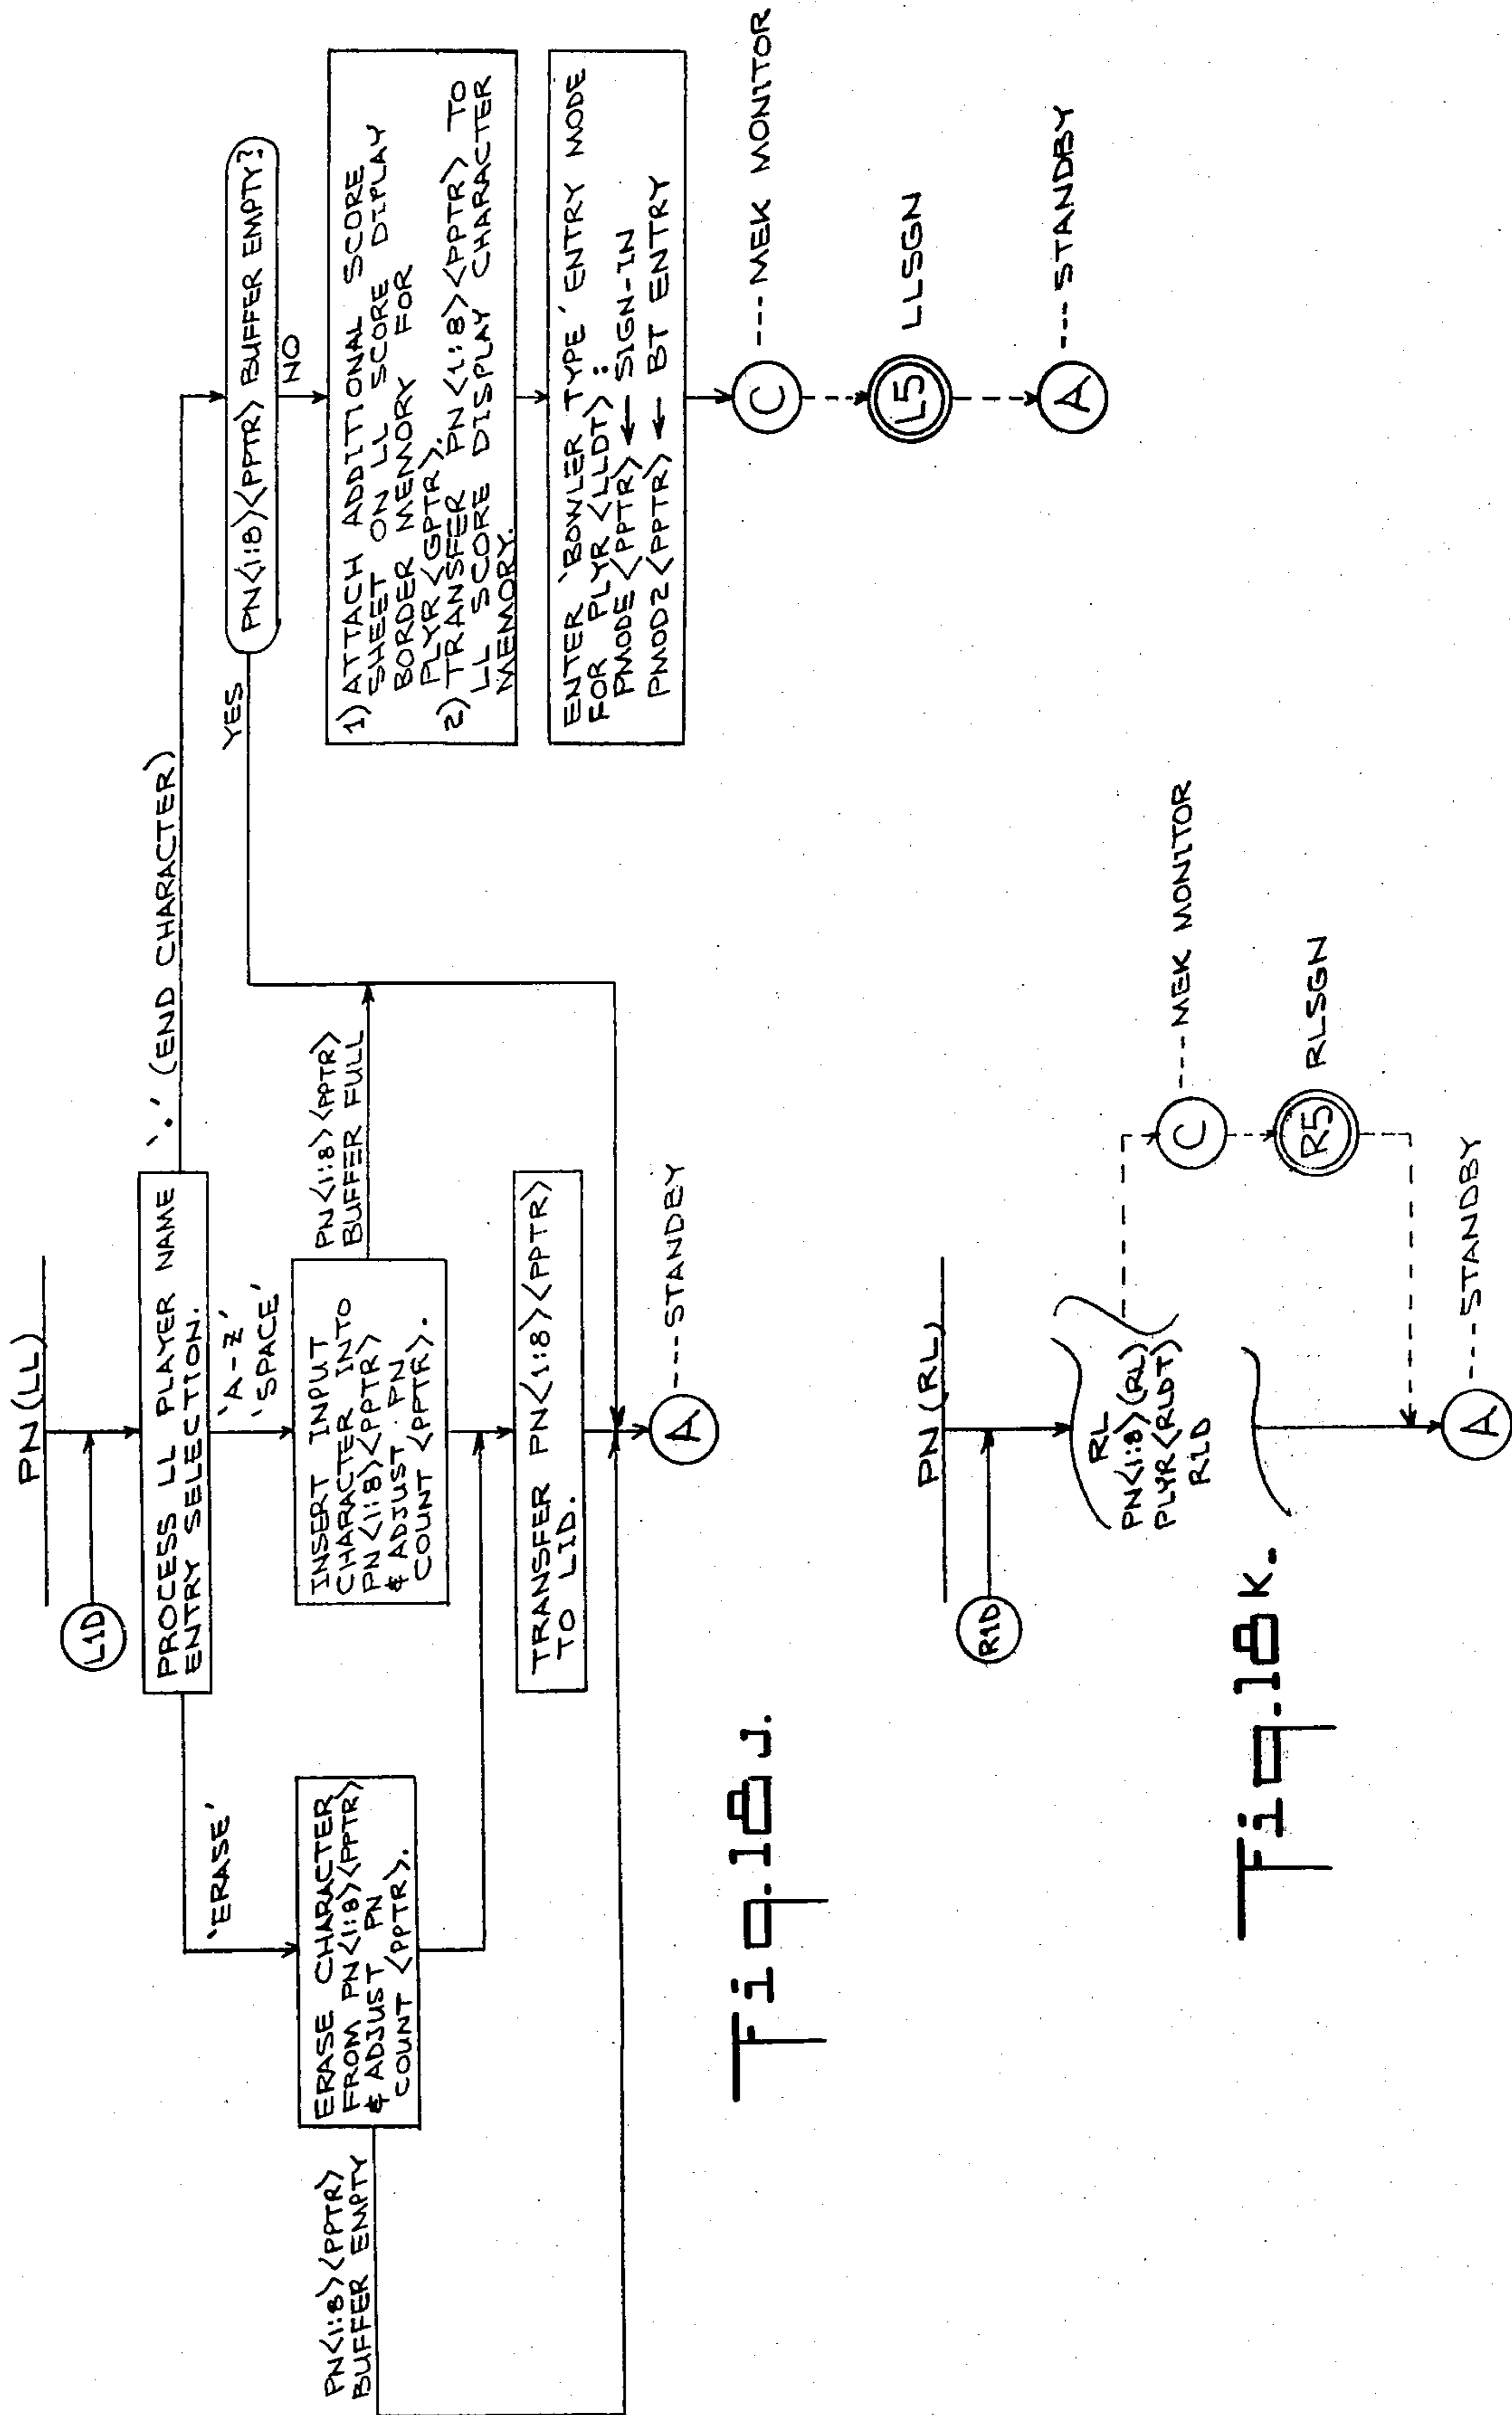 PN (LL)
L1D
PROCESS LL PLAYER NAME
ENTRY SELECTION.
'ERASE'
'A-Z'
'SPACE'
'.' (END CHARACTER)
ERASE CHARACTER
FROM PN<1:8><PPTR>
& ADJUST PN
COUNT <PPTR>.
PN<1:8><PPTR>
BUFFER EMPTY
INSERT INPUT
CHARACTER INTO
PN<1:8><PPTR>
& ADJUST PN
COUNT <PPTR>.
PN<1:8><PPTR>
BUFFER FULL
TRANSFER PN<1:8><PPTR>
TO LID.
A ---STANDBY
PN<1:8><PPTR> BUFFER EMPTY?
YES
NO
1) ATTACH ADDITIONAL SCORE
SHEET ON LL SCORE DISPLAY
BORDER MEMORY FOR
PLYR<GPTR>.
2) TRANSFER PN<1:8><PPTR> TO
LL SCORE DISPLAY CHARACTER
MEMORY.
ENTER 'BOWLER TYPE' ENTRY MODE
FOR PLYR<LLDT>:
PMODE<PPTR> ← SIGN-IN
PMOD2<PPTR> ← BT ENTRY
C ---MEK MONITOR
L5 LLSGN
A ---STANDBY
Fig. 18J.
PN (RL)
R1D
RL
PN<1:8>(RL)
PLYR<RLDT>
R1D
C ---MEK MONITOR
R5 RLSGN
A ----STANDBY
Fig. 18K.